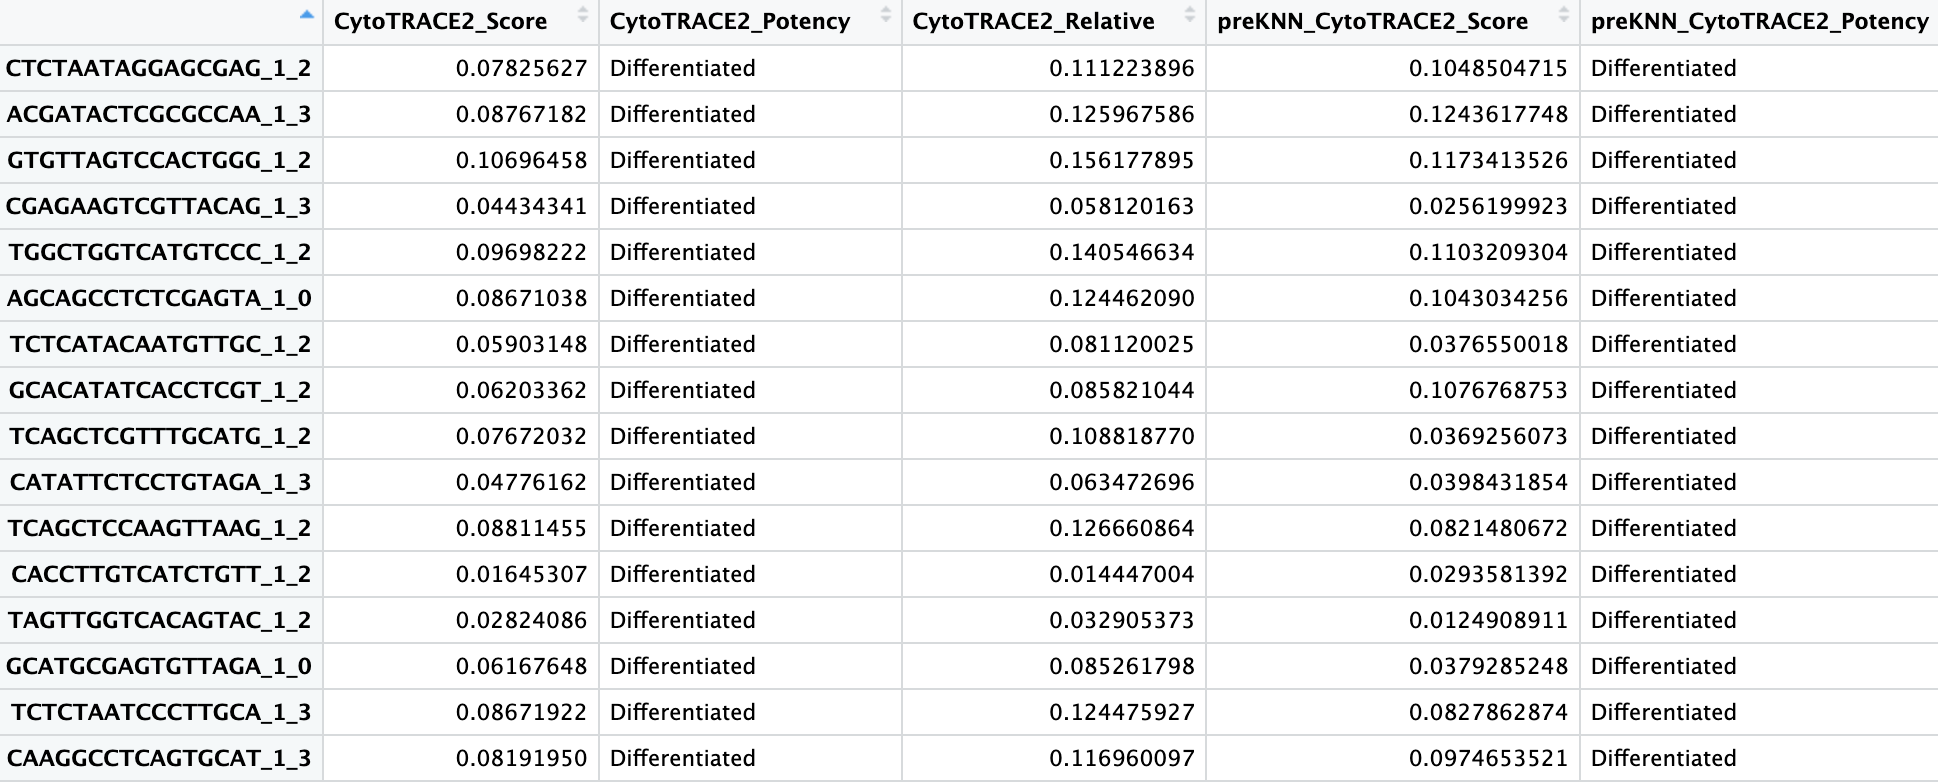 CytoTRACE2_Score CytoTRACE2_Potency CytoTRACE2_Relative preKNN_CytoTRACE2_Score preKNN_CytoTRACE2_Potency
CTCTAATAGGAGCGAG_1_2 0.07825627 Differentiated 0.111223896 0.1048504715 Differentiated
ACGATACTCGCGCCAA_1_3 0.08767182 Differentiated 0.125967586 0.1243617748 Differentiated
GTGTTAGTCCACTGGG_1_2 0.10696458 Differentiated 0.156177895 0.1173413526 Differentiated
CGAGAAGTCGTTACAG_1_3 0.04434341 Differentiated 0.058120163 0.0256199923 Differentiated
TGGCTGGTCATGTCCC_1_2 0.09698222 Differentiated 0.140546634 0.1103209304 Differentiated
AGCAGCCTCTCGAGTA_1_0 0.08671038 Differentiated 0.124462090 0.1043034256 Differentiated
TCTCATACAATGTTGC_1_2 0.05903148 Differentiated 0.081120025 0.0376550018 Differentiated
GCACATATCACCTCGT_1_2 0.06203362 Differentiated 0.085821044 0.1076768753 Differentiated
TCAGCTCGTTTGCATG_1_2 0.07672032 Differentiated 0.108818770 0.0369256073 Differentiated
CATATTCTCCTGTAGA_1_3 0.04776162 Differentiated 0.063472696 0.0398431854 Differentiated
TCAGCTCCAAGTTAAG_1_2 0.08811455 Differentiated 0.126660864 0.0821480672 Differentiated
CACCTTGTCATCTGTT_1_2 0.01645307 Differentiated 0.014447004 0.0293581392 Differentiated
TAGTTGGTCACAGTAC_1_2 0.02824086 Differentiated 0.032905373 0.0124908911 Differentiated
GCATGCGAGTGTTAGA_1_0 0.06167648 Differentiated 0.085261798 0.0379285248 Differentiated
TCTCTAATCCCTTGCA_1_3 0.08671922 Differentiated 0.124475927 0.0827862874 Differentiated
CAAGGCCTCAGTGCAT_1_3 0.08191950 Differentiated 0.116960097 0.0974653521 Differentiated